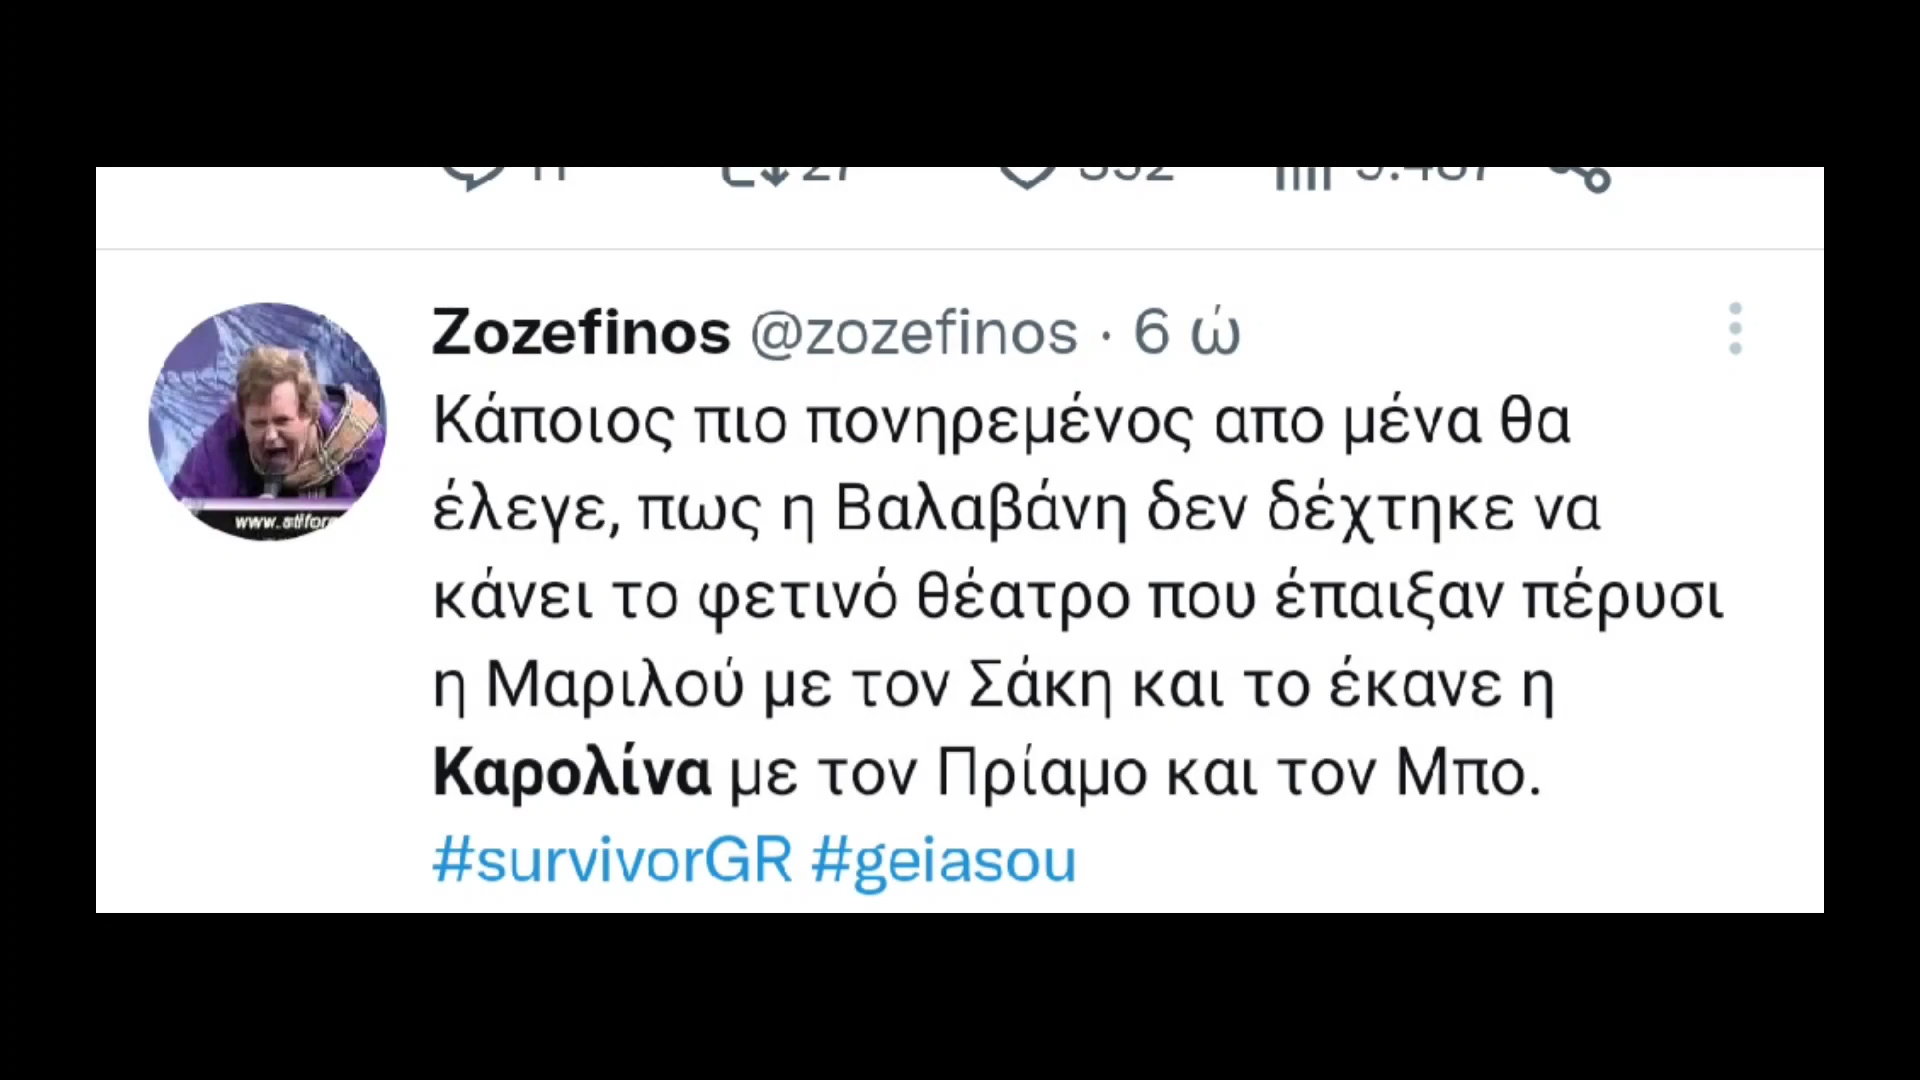 Zozefinos @zozefinos · 6 ώ
Κάποιος πιο πονηρεμένος απο μένα θα
έλεγε, πως η Βαλαβάνη δεν δέχτηκε να
κάνει το φετινό θέατρο που έπαιξαν πέρυσι
η Μαριλού με τον Σάκη και το έκανε η
Καρολίνα με τον Πρίαμο και τον Μπο.
#survivorGR #geiasou